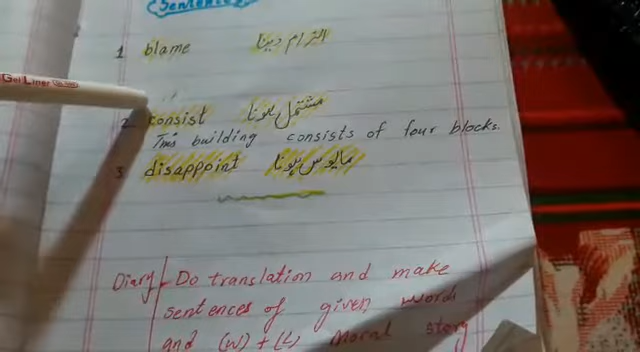 (Sentences)
1 blame الزام دینا
Gel Liner
2 consist مشتمل ہونا
This building consists of four blocks.
3 disapppint مایوس ہونا
Diary Do translation and make
sentences of given words
and (W) + (L) Moral story